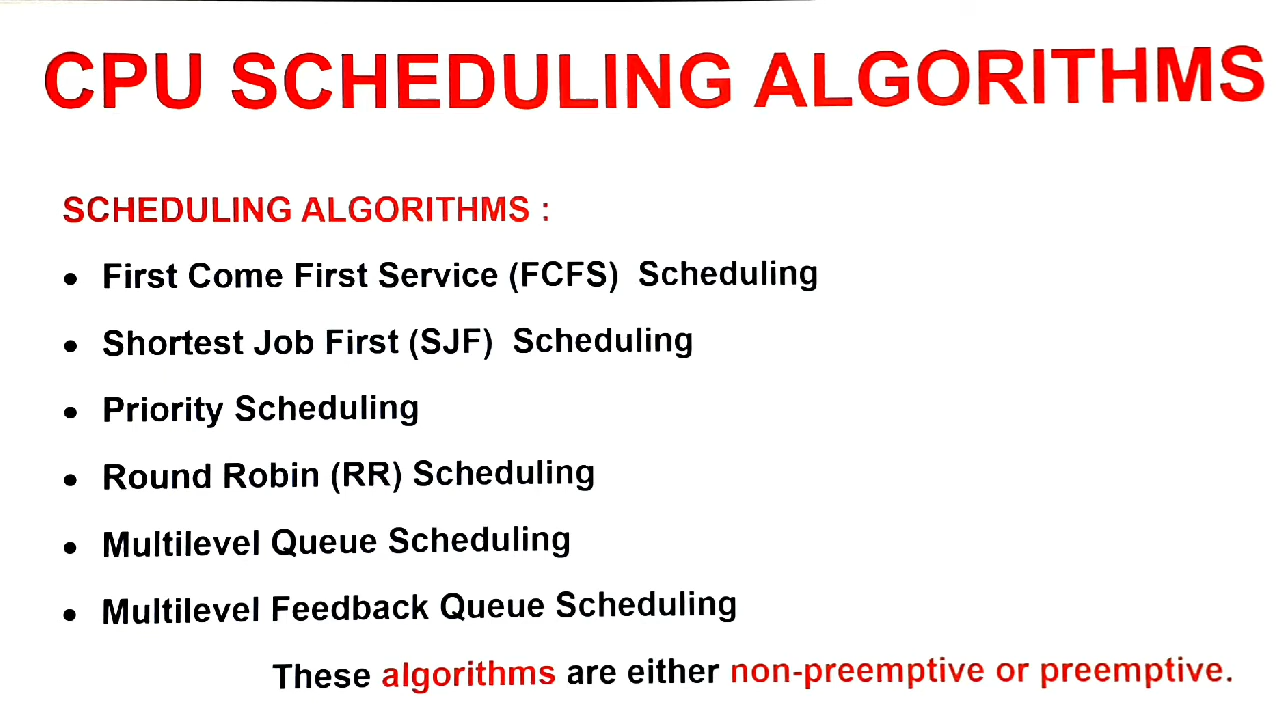 CPU SCHEDULING ALGORITHMS
SCHEDULING ALGORITHMS :
• First Come First Service (FCFS) Scheduling
• Shortest Job First (SJF) Scheduling
• Priority Scheduling
• Round Robin (RR) Scheduling
• Multilevel Queue Scheduling
• Multilevel Feedback Queue Scheduling
These algorithms are either non-preemptive or preemptive.